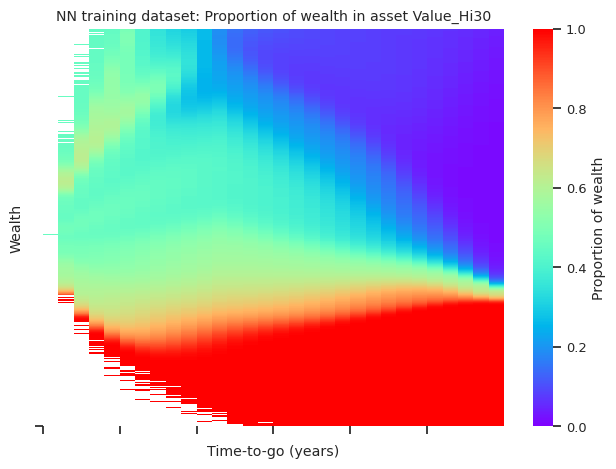 NN training dataset: Proportion of wealth in asset Value_Hi30
Wealth
Time-to-go (years)
1.0
0.8
0.6
0.4
0.2
0.0
Proportion of wealth